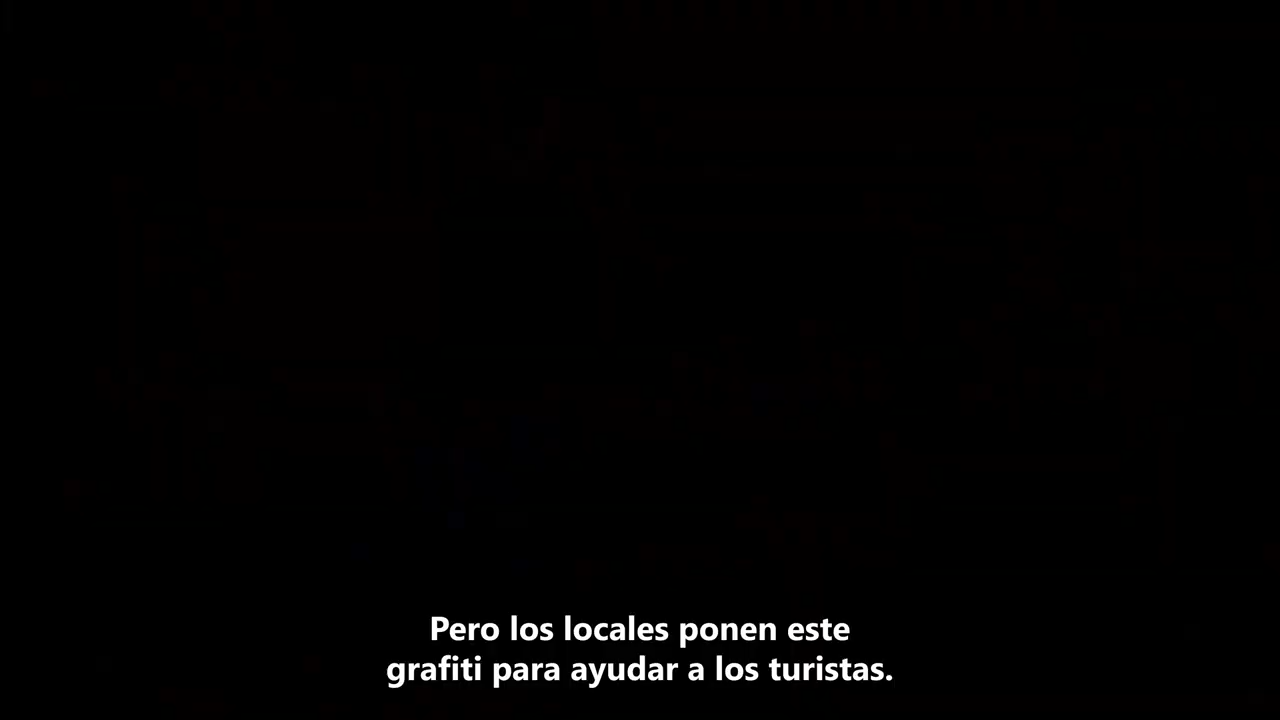 Pero los locales ponen este
grafiti para ayudar a los turistas.